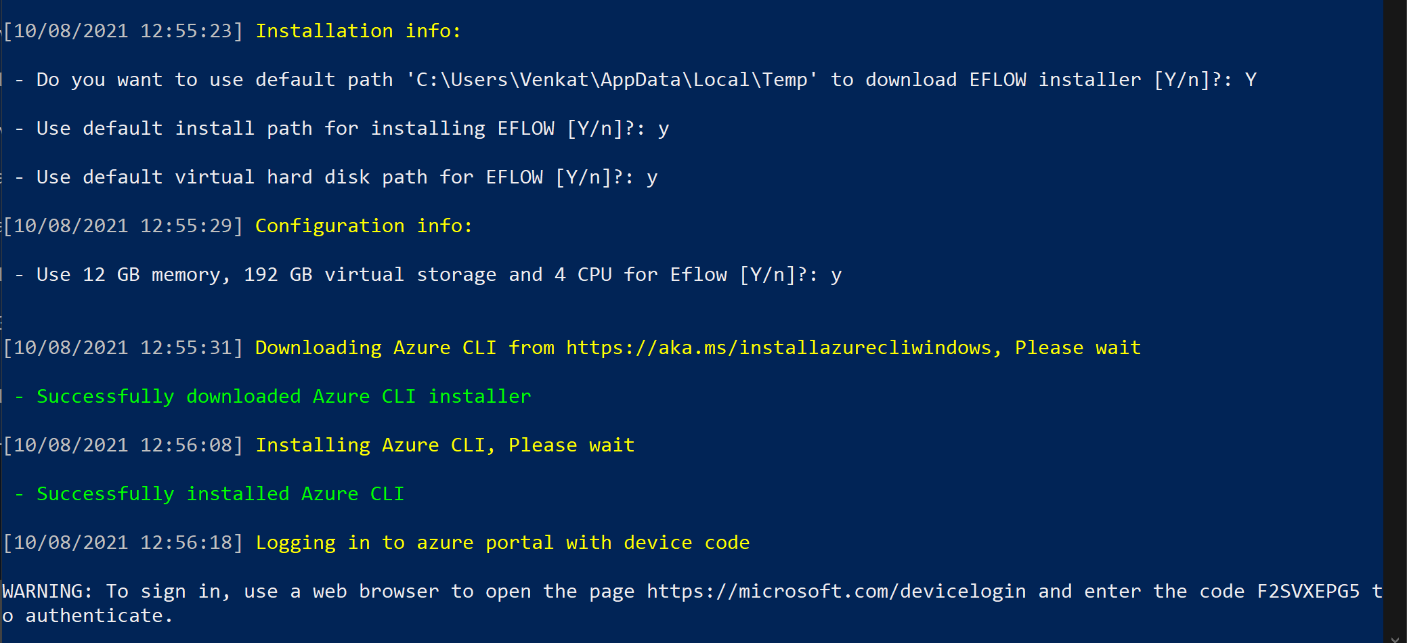 [10/08/2021 12:55:23] Installation info:
- Do you want to use default path 'C:\Users\Venkat\AppData\Local\Temp' to download EFLOW installer [Y/n]?: Y
- Use default install path for installing EFLOW [Y/n]?: y
- Use default virtual hard disk path for EFLOW [Y/n]?: y
[10/08/2021 12:55:29] Configuration info:
- Use 12 GB memory, 192 GB virtual storage and 4 CPU for Eflow [Y/n]?: y
[10/08/2021 12:55:31] Downloading Azure CLI from https://aka.ms/installazurecliwindows, Please wait
- Successfully downloaded Azure CLI installer
[10/08/2021 12:56:08] Installing Azure CLI, Please wait
- Successfully installed Azure CLI
[10/08/2021 12:56:18] Logging in to azure portal with device code
WARNING: To sign in, use a web browser to open the page https://microsoft.com/devicelogin and enter the code F2SVXEPG5 t
o authenticate.